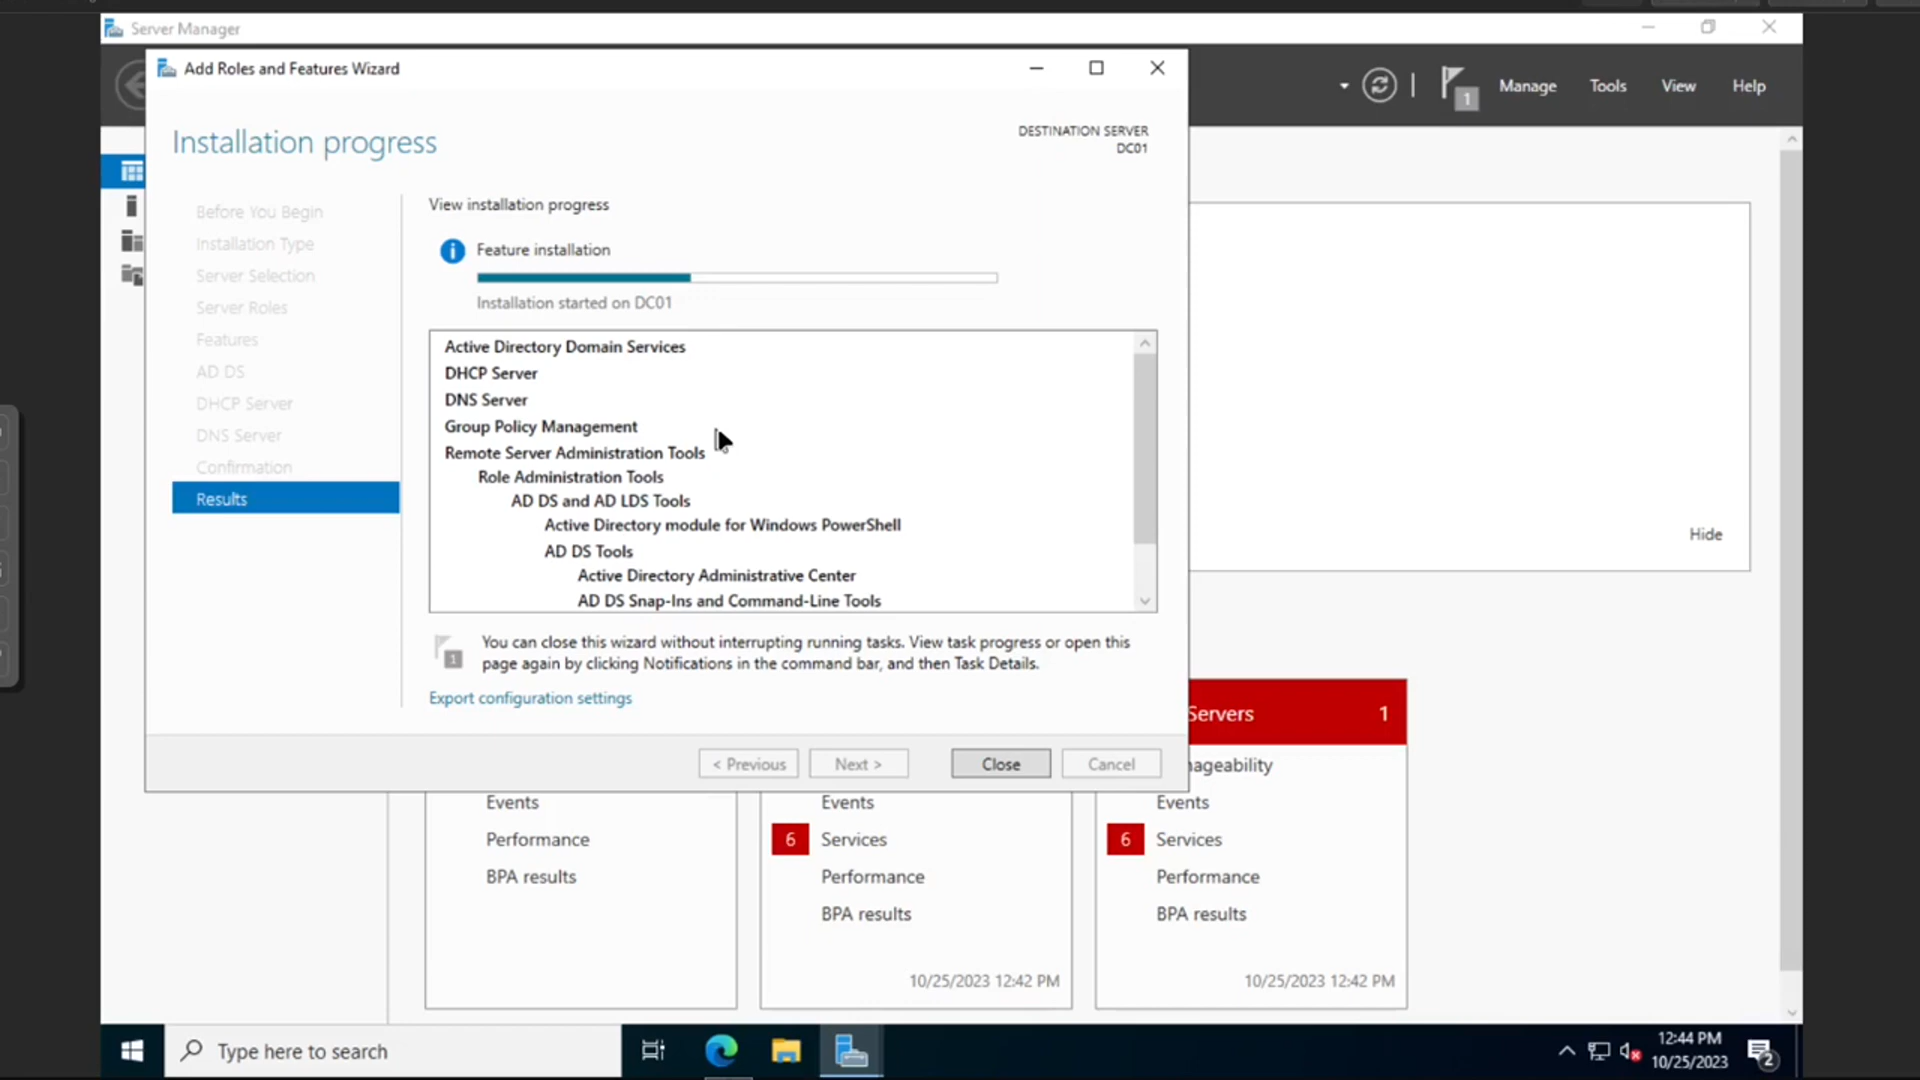 Server Manager
Add Roles and Features Wizard
1
Manage
Tools
View
Help
Installation progress
DESTINATION SERVER
DC01
Before You Begin
Installation Type
Server Selection
Server Roles
Features
AD DS
DHCP Server
DNS Server
Confirmation
Results
View installation progress
Feature installation
Installation started on DC01
Active Directory Domain Services
DHCP Server
DNS Server
Group Policy Management
Remote Server Administration Tools
Role Administration Tools
AD DS and AD LDS Tools
Active Directory module for Windows PowerShell
AD DS Tools
Active Directory Administrative Center
AD DS Snap-Ins and Command-Line Tools
1
You can close this wizard without interrupting running tasks. View task progress or open this
page again by clicking Notifications in the command bar, and then Task Details.
Export configuration settings
< Previous
Next >
Close
Cancel
Hide
Servers 1
nageability
Events
Performance
BPA results
Events
6 Services
Performance
BPA results
10/25/2023 12:42 PM
Events
6 Services
Performance
BPA results
10/25/2023 12:42 PM
Type here to search
12:44 PM
10/25/2023
2